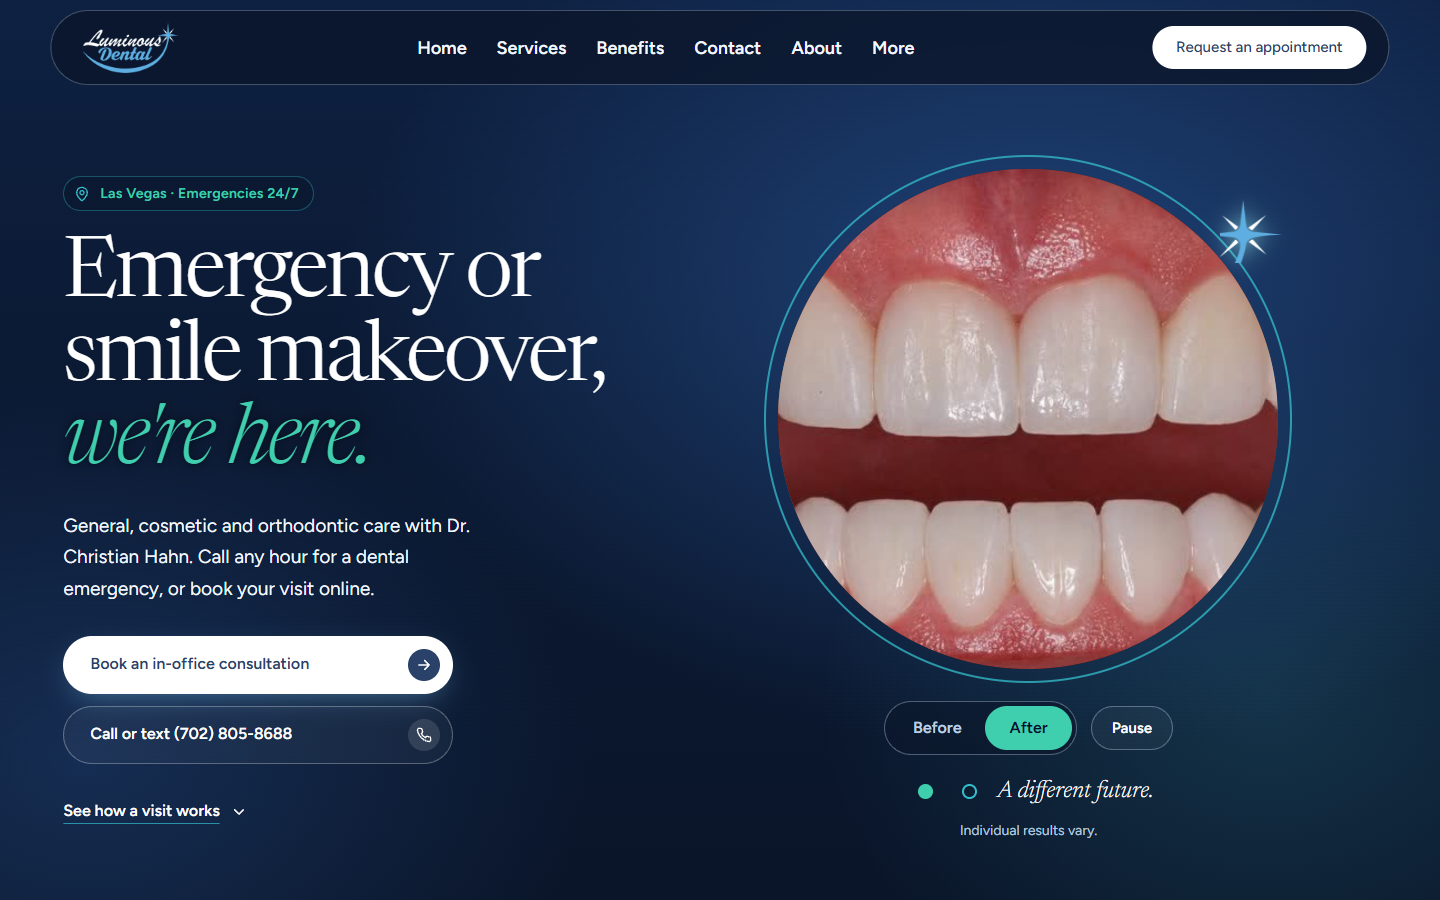 Luminous
Dental
Home
Services
Benefits
Contact
About
More
Request an appointment
Las Vegas · Emergencies 24/7
Emergency or
smile makeover,
we're here.
General, cosmetic and orthodontic care with Dr.
Christian Hahn. Call any hour for a dental
emergency, or book your visit online.
Book an in-office consultation
Call or text (702) 805-8688
See how a visit works
Before
After
Pause
A different future.
Individual results vary.